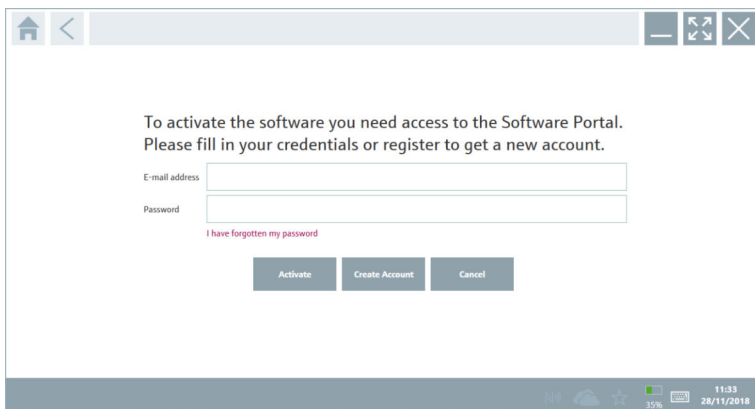 To activate the software you need access to the Software Portal.
Please fill in your credentials or register to get a new account.
E-mail address
Password
I have forgotten my password
Activate Create Account Cancel
35%
11:33
28/11/2018